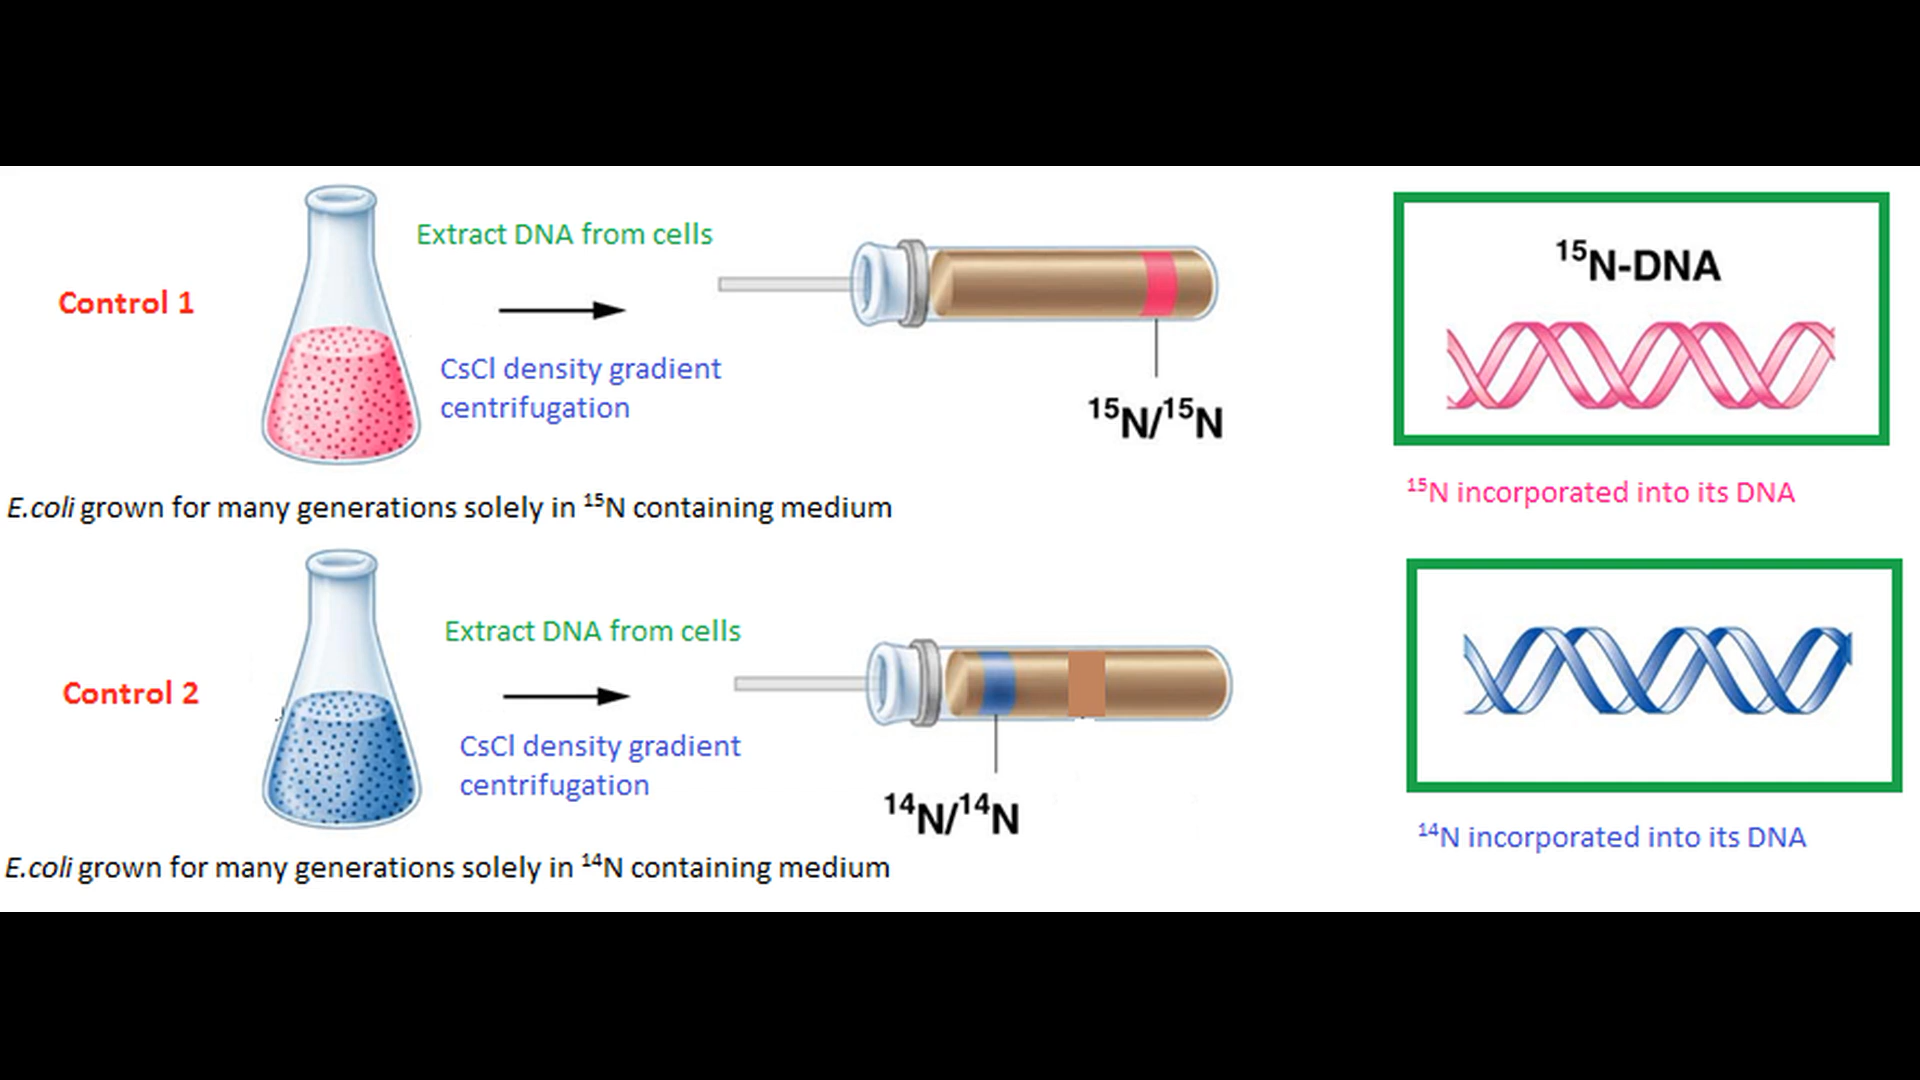 Extract DNA from cells
Control 1
CsCl density gradient
centrifugation
¹⁵N/¹⁵N
¹⁵N-DNA
¹⁵N incorporated into its DNA
E.coli grown for many generations solely in ¹⁵N containing medium
Extract DNA from cells
Control 2
CsCl density gradient
centrifugation
¹⁴N/¹⁴N
¹⁴N incorporated into its DNA
E.coli grown for many generations solely in ¹⁴N containing medium